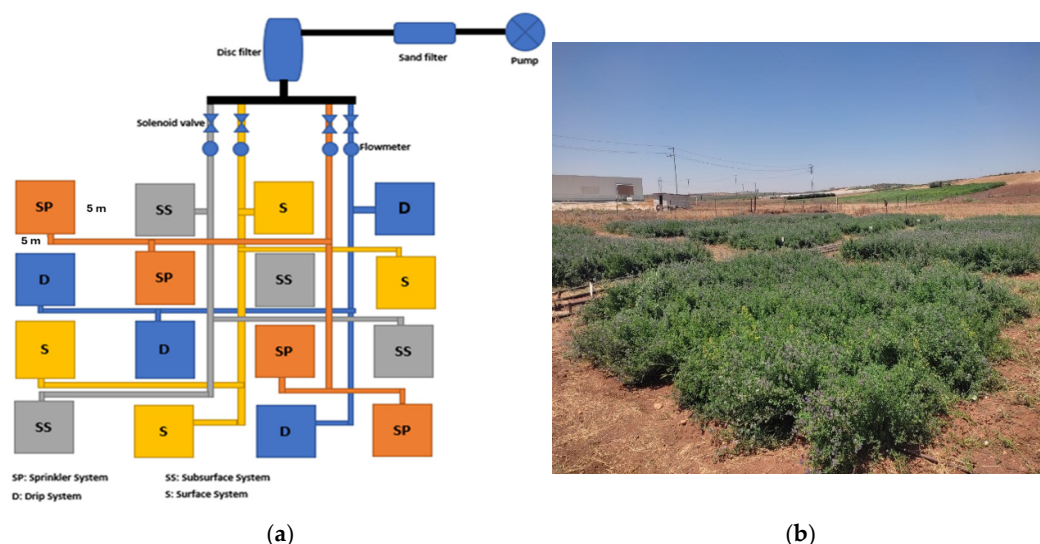 Disc filter
Sand filter
Pump
Solenoid valve
Flowmeter
SP
5 m
SS
S
D
5 m
D
SP
SS
S
S
D
SP
SS
SS
S
D
SP
SP: Sprinkler System
SS: Subsurface System
D: Drip System
S: Surface System
(a)
(b)